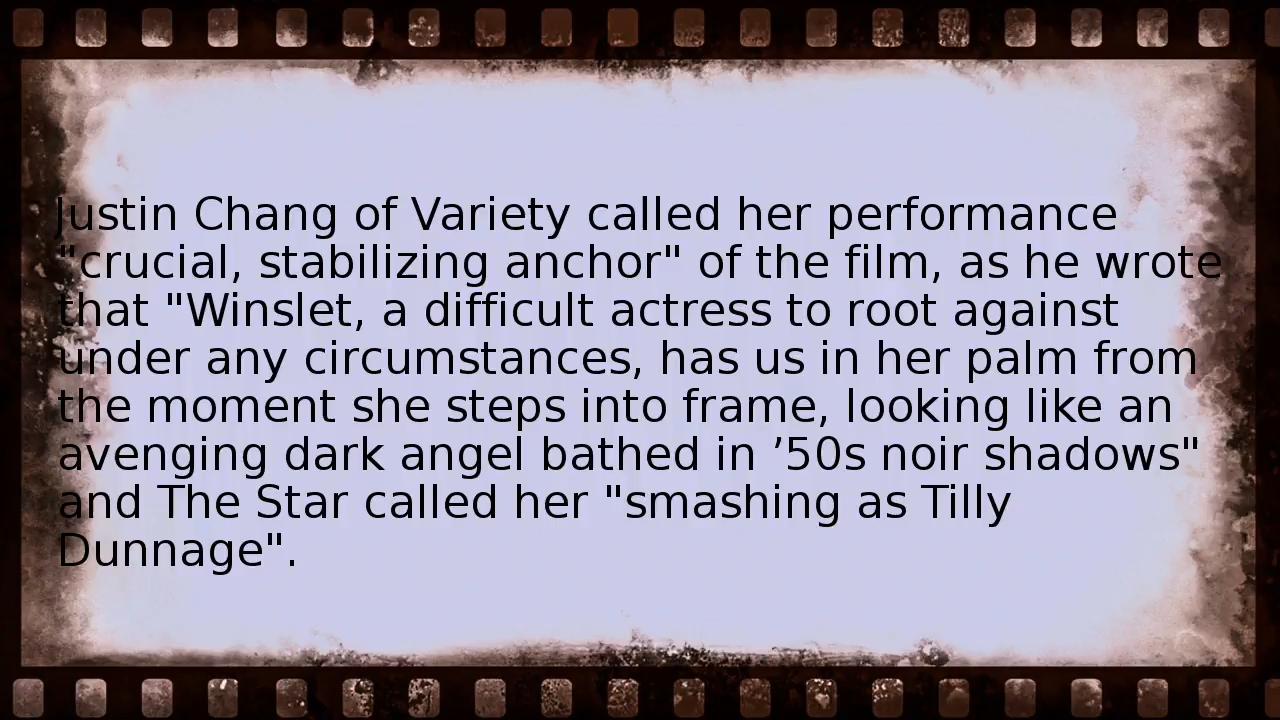 Justin Chang of Variety called her performance
"crucial, stabilizing anchor" of the film, as he wrote
that "Winslet, a difficult actress to root against
under any circumstances, has us in her palm from
the moment she steps into frame, looking like an
avenging dark angel bathed in ’50s noir shadows"
and The Star called her "smashing as Tilly
Dunnage".